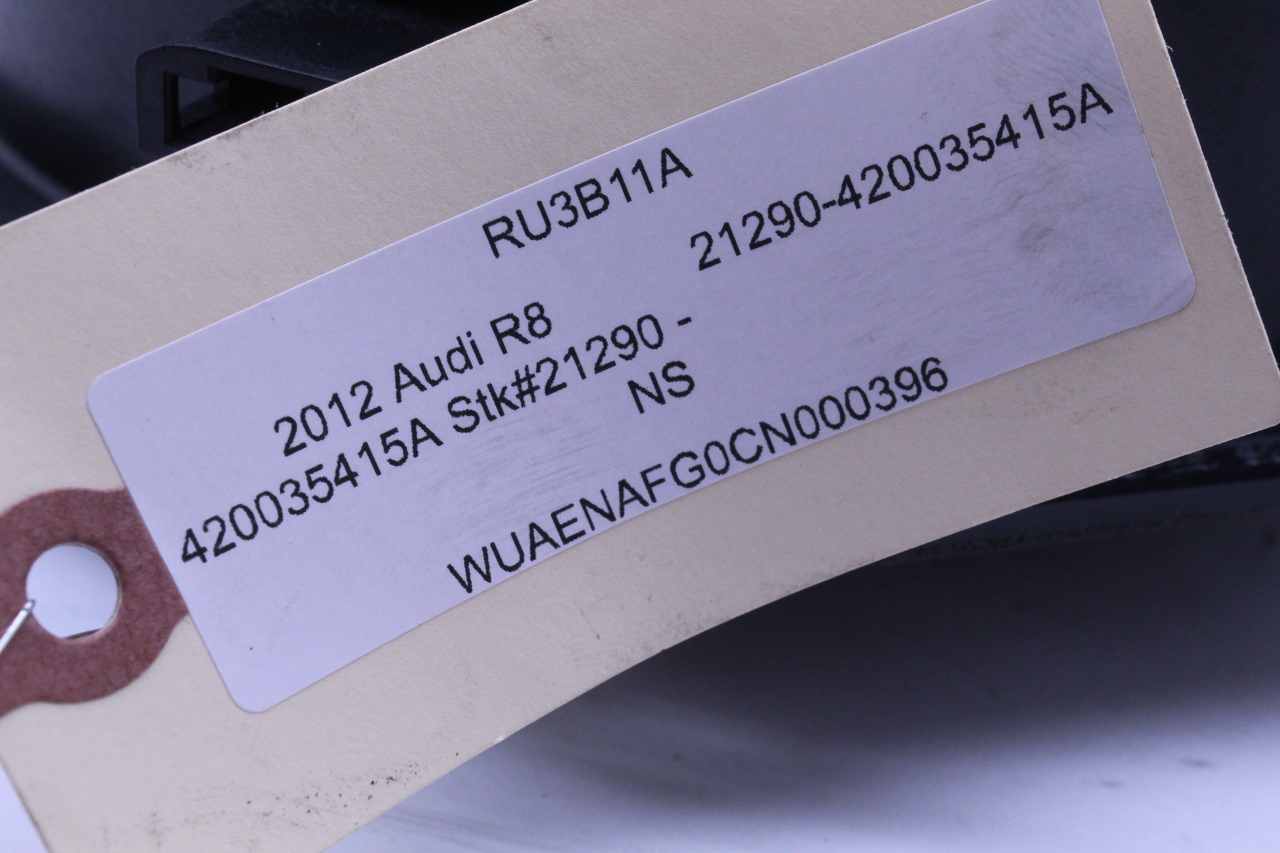 RU3B11A
21290-420035415A
2012 Audi R8
420035415A Stk#21290 -
NS
WUAENAFG0CN000396